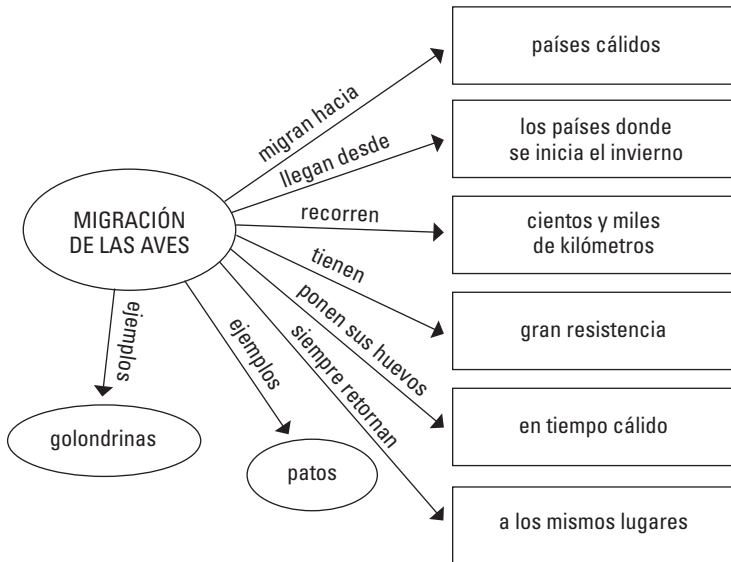 países cálidos
migran hacia
los países donde
se inicia el invierno
llegan desde
recorren
cientos y miles
de kilómetros
MIGRACIÓN
DE LAS AVES
tienen
gran resistencia
ponen sus huevos
en tiempo cálido
siempre retornan
a los mismos lugares
ejemplos
golondrinas
ejemplos
patos